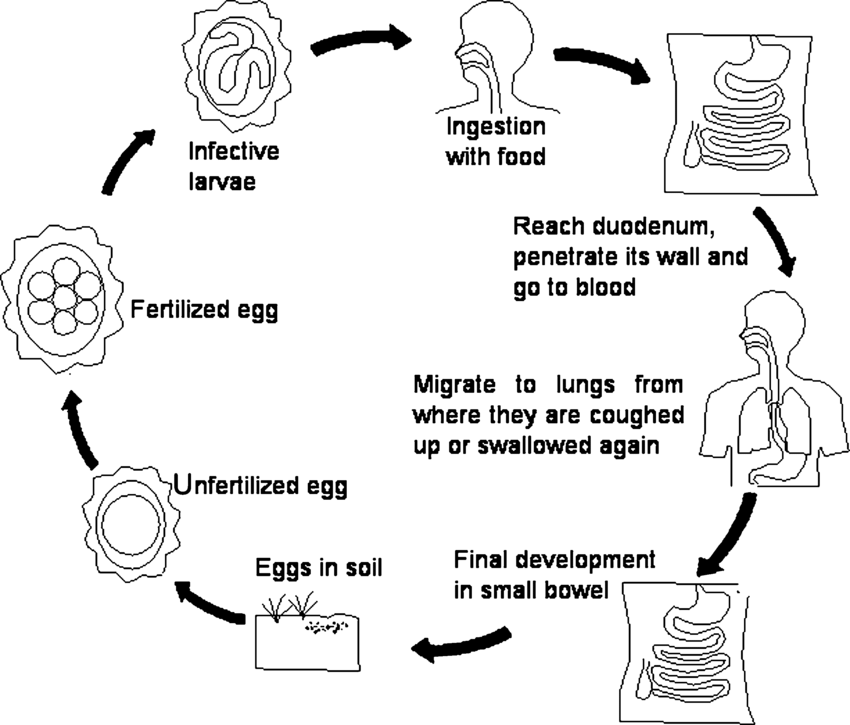 Infective
larvae
Ingestion
with food
Reach duodenum,
penetrate its wall and
go to blood
Migrate to lungs from
where they are coughed
up or swallowed again
Final development
in small bowel
Eggs in soil
Unfertilized egg
Fertilized egg